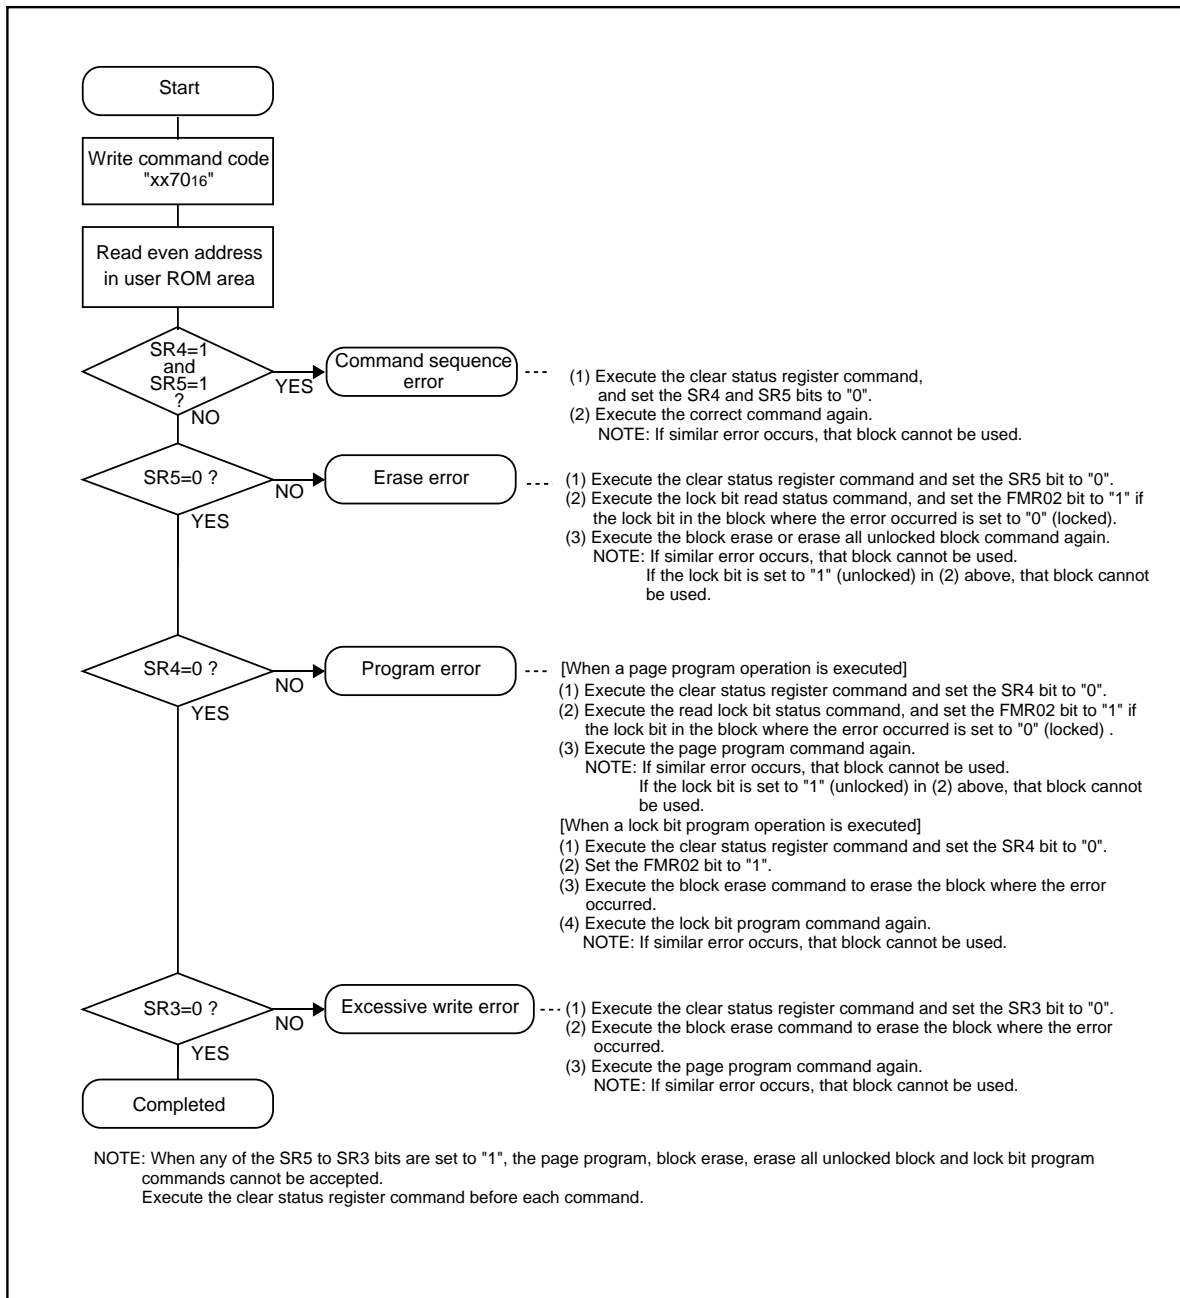 Start
Write command code
"xx7016"
Read even address
in user ROM area
SR4=1
and
SR5=1
?
YES
NO
Command sequence
error
(1) Execute the clear status register command,
and set the SR4 and SR5 bits to "0".
(2) Execute the correct command again.
NOTE: If similar error occurs, that block cannot be used.
SR5=0 ?
NO
YES
Erase error
(1) Execute the clear status register command and set the SR5 bit to "0".
(2) Execute the lock bit read status command, and set the FMR02 bit to "1" if
the lock bit in the block where the error occurred is set to "0" (locked).
(3) Execute the block erase or erase all unlocked block command again.
NOTE: If similar error occurs, that block cannot be used.
If the lock bit is set to "1" (unlocked) in (2) above, that block cannot
be used.
SR4=0 ?
NO
YES
Program error
[When a page program operation is executed]
(1) Execute the clear status register command and set the SR4 bit to "0".
(2) Execute the read lock bit status command, and set the FMR02 bit to "1" if
the lock bit in the block where the error occurred is set to "0" (locked) .
(3) Execute the page program command again.
NOTE: If similar error occurs, that block cannot be used.
If the lock bit is set to "1" (unlocked) in (2) above, that block cannot
be used.
[When a lock bit program operation is executed]
(1) Execute the clear status register command and set the SR4 bit to "0".
(2) Set the FMR02 bit to "1".
(3) Execute the block erase command to erase the block where the error
occurred.
(4) Execute the lock bit program command again.
NOTE: If similar error occurs, that block cannot be used.
SR3=0 ?
NO
YES
Excessive write error
(1) Execute the clear status register command and set the SR3 bit to "0".
(2) Execute the block erase command to erase the block where the error
occurred.
(3) Execute the page program command again.
NOTE: If similar error occurs, that block cannot be used.
Completed
NOTE: When any of the SR5 to SR3 bits are set to "1", the page program, block erase, erase all unlocked block and lock bit program
commands cannot be accepted.
Execute the clear status register command before each command.